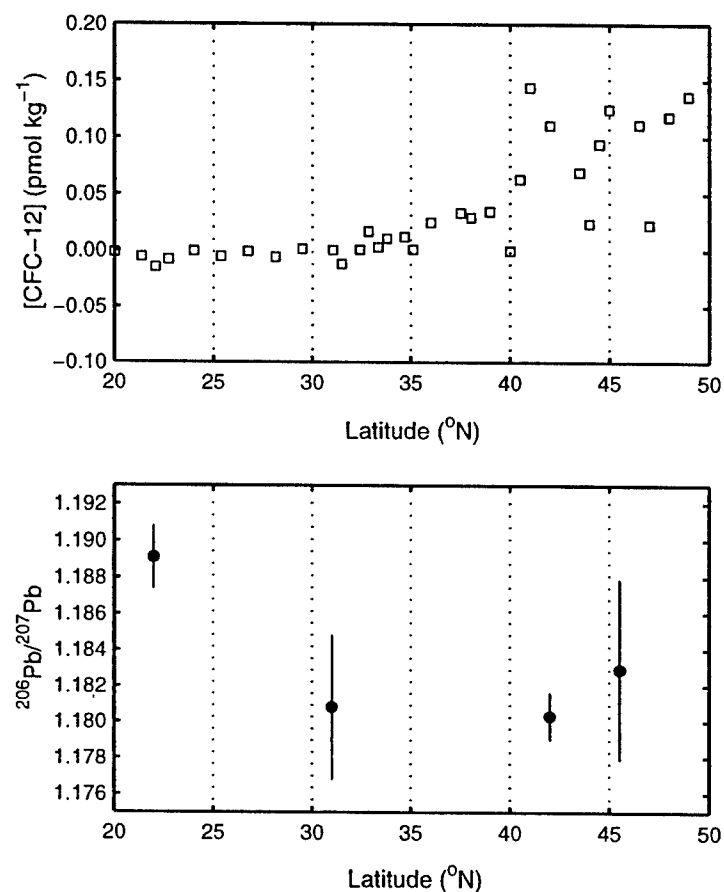 0.20
0.15
0.10
0.05
0.00
−0.05
−0.10
[CFC−12] (pmol kg⁻¹)
20 25 30 35 40 45 50
Latitude (°N)
1.192
1.190
1.188
1.186
1.184
1.182
1.180
1.178
1.176
²⁰⁶Pb/²⁰⁷Pb
20 25 30 35 40 45 50
Latitude (°N)